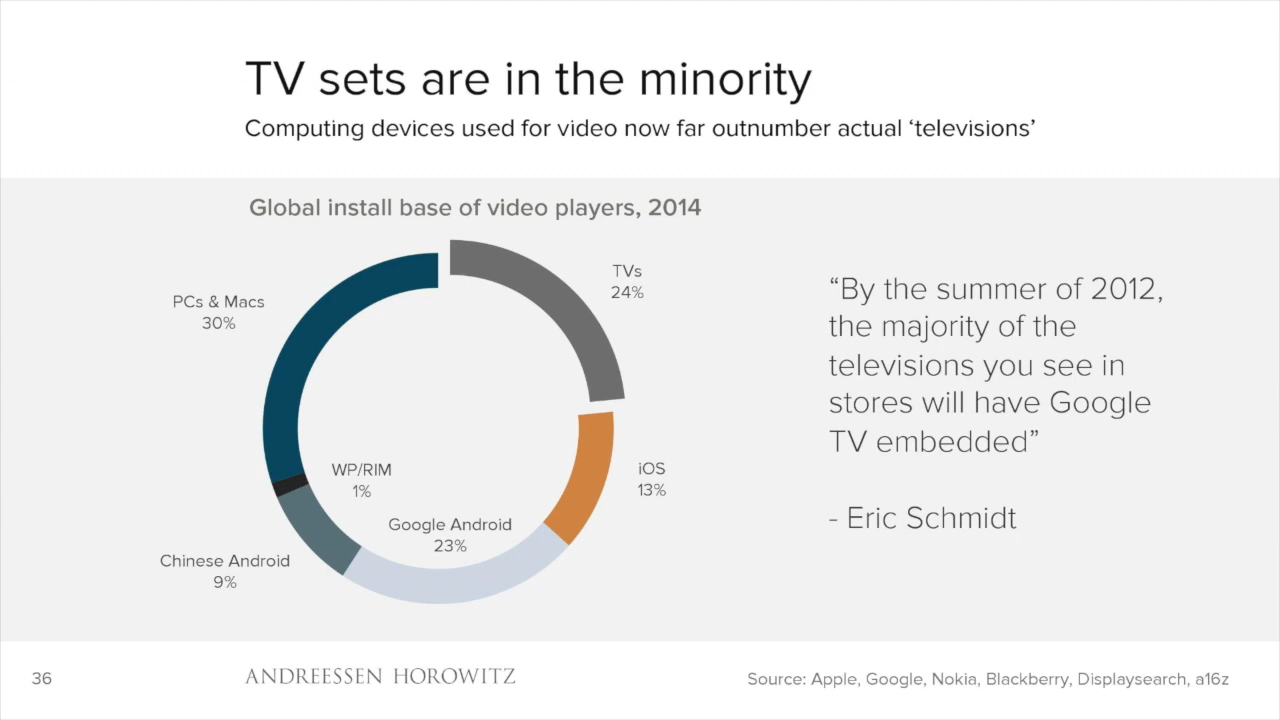 TV sets are in the minority
Computing devices used for video now far outnumber actual ‘televisions’
Global install base of video players, 2014
TVs
24%
PCs & Macs
30%
WP/RIM
1%
iOS
13%
Google Android
23%
Chinese Android
9%
“By the summer of 2012,
the majority of the
televisions you see in
stores will have Google
TV embedded”
- Eric Schmidt
36
ANDREESSEN HOROWITZ
Source: Apple, Google, Nokia, Blackberry, Displaysearch, a16z